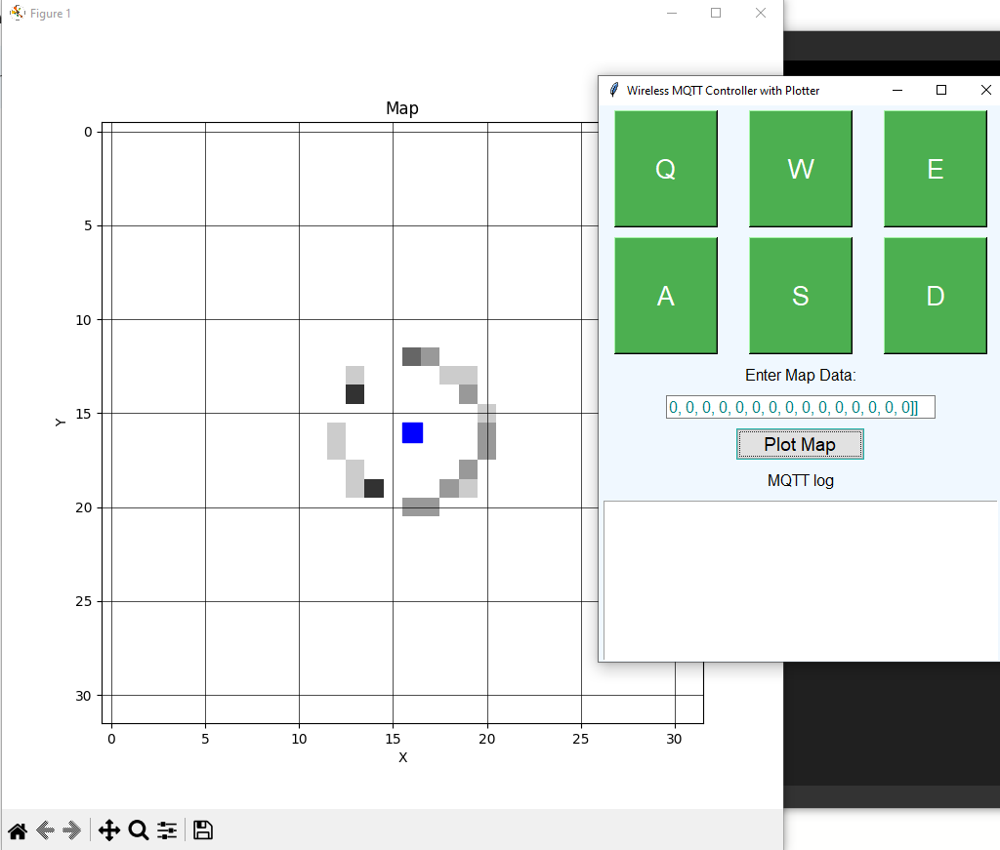 Figure 1
Wireless MQTT Controller with Plotter
Map
0
5
10
15
20
25
30
Y
0 5 10 15 20 25 30
X
Q W E
A S D
Enter Map Data:
0, 0, 0, 0, 0, 0, 0, 0, 0, 0, 0, 0, 0, 0, 0]]
Plot Map
MQTT log